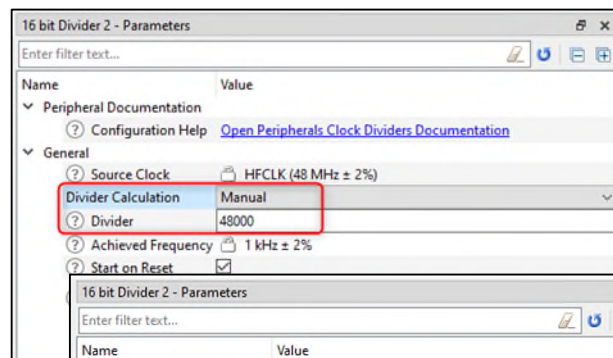 16 bit Divider 2 - Parameters
Enter filter text...
Name Value
Peripheral Documentation
Configuration Help Open Peripherals Clock Dividers Documentation
General
Source Clock HFCLK (48 MHz ± 2%)
Divider Calculation Manual
Divider 48000
Achieved Frequency 1 kHz ± 2%
Start on Reset
16 bit Divider 2 - Parameters
Enter filter text...
Name Value